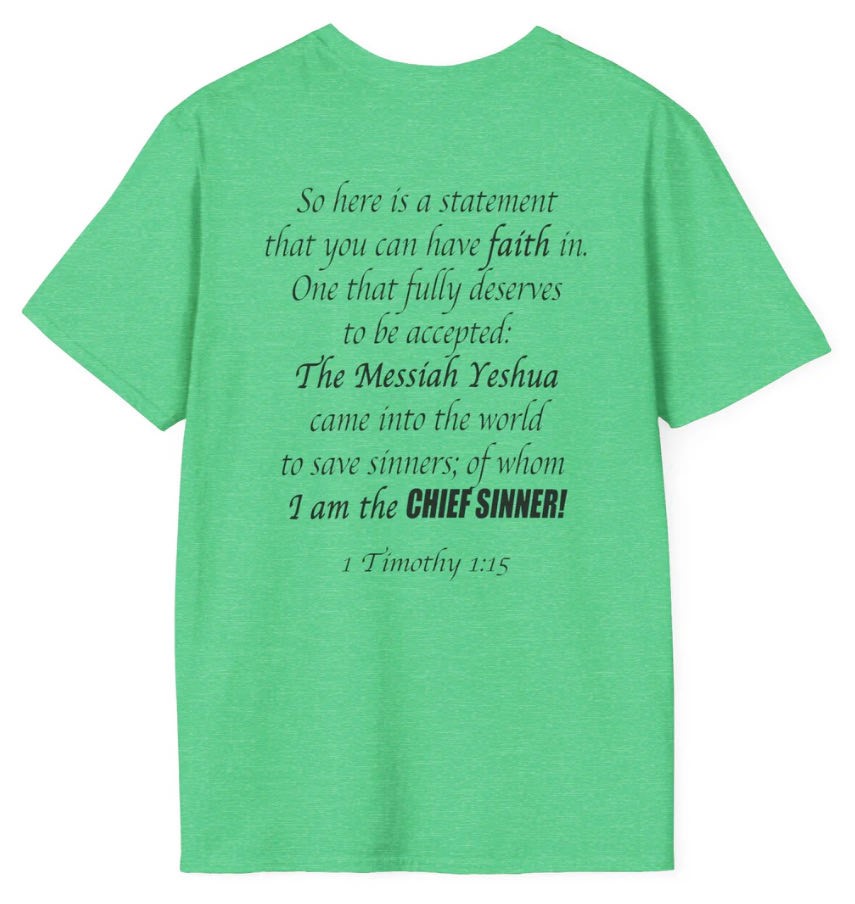 So here is a statement
that you can have faith in.
One that fully deserves
to be accepted:
The Messiah Yeshua
came into the world
to save sinners; of whom
I am the CHIEF SINNER!
1 Timothy 1:15